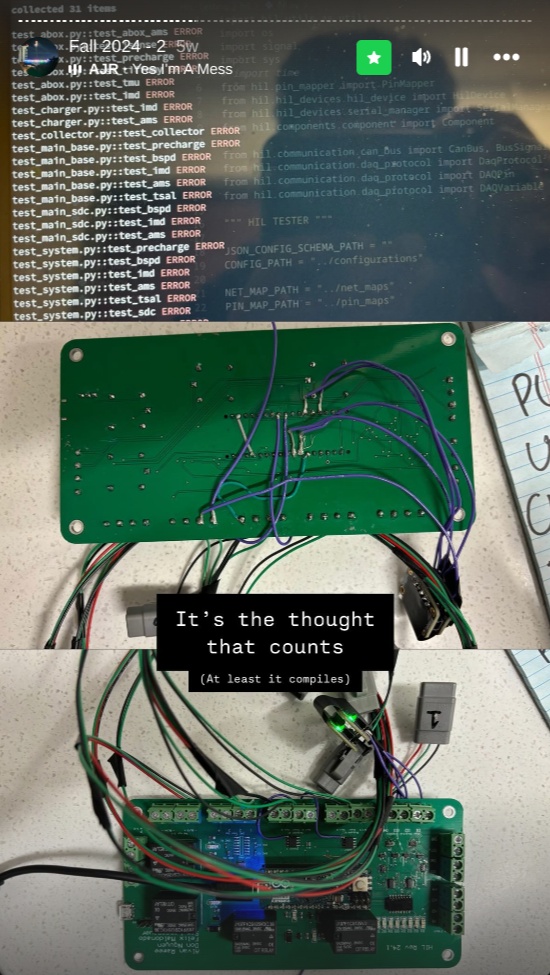 collected 31 items
Fall 2024 - 2 5w
AJR · Yes I'm A Mess
test_abox.py::test_abox_ams ERROR
test_abox.py::test_precharge ERROR
test_abox.py::test_imd ERROR
test_abox.py::test_tmu ERROR
test_charger.py::test_imd ERROR
test_charger.py::test_ams ERROR
test_collector.py::test_collector ERROR
test_main_base.py::test_precharge ERROR
test_main_base.py::test_bspd ERROR
test_main_base.py::test_imd ERROR
test_main_base.py::test_ams ERROR
test_main_base.py::test_tsal ERROR
test_main_sdc.py::test_bspd ERROR
test_main_sdc.py::test_imd ERROR
test_main_sdc.py::test_ams ERROR
test_system.py::test_precharge ERROR
test_system.py::test_bspd ERROR
test_system.py::test_imd ERROR
test_system.py::test_ams ERROR
test_system.py::test_tsal ERROR
test_system.py::test_sdc ERROR
import os
import signal
import sys
import time
from hil.pin_mapper import PinMapper
from hil.components.component import Component
from hil.communication.can_bus import CanBus, BusSignal
from hil.communication.daq_protocol import DaqProtocol
from hil.communication.daq_protocol import DAQPin
from hil.communication.daq_protocol import DAQVariable
""" HIL TESTER """
JSON_CONFIG_SCHEMA_PATH = ""
CONFIG_PATH = "../configurations"
NET_MAP_PATH = "../net_maps"
PIN_MAP_PATH = "../pin_maps"
It's the thought
that counts
(At least it compiles)
1
HIL Rev 24.1